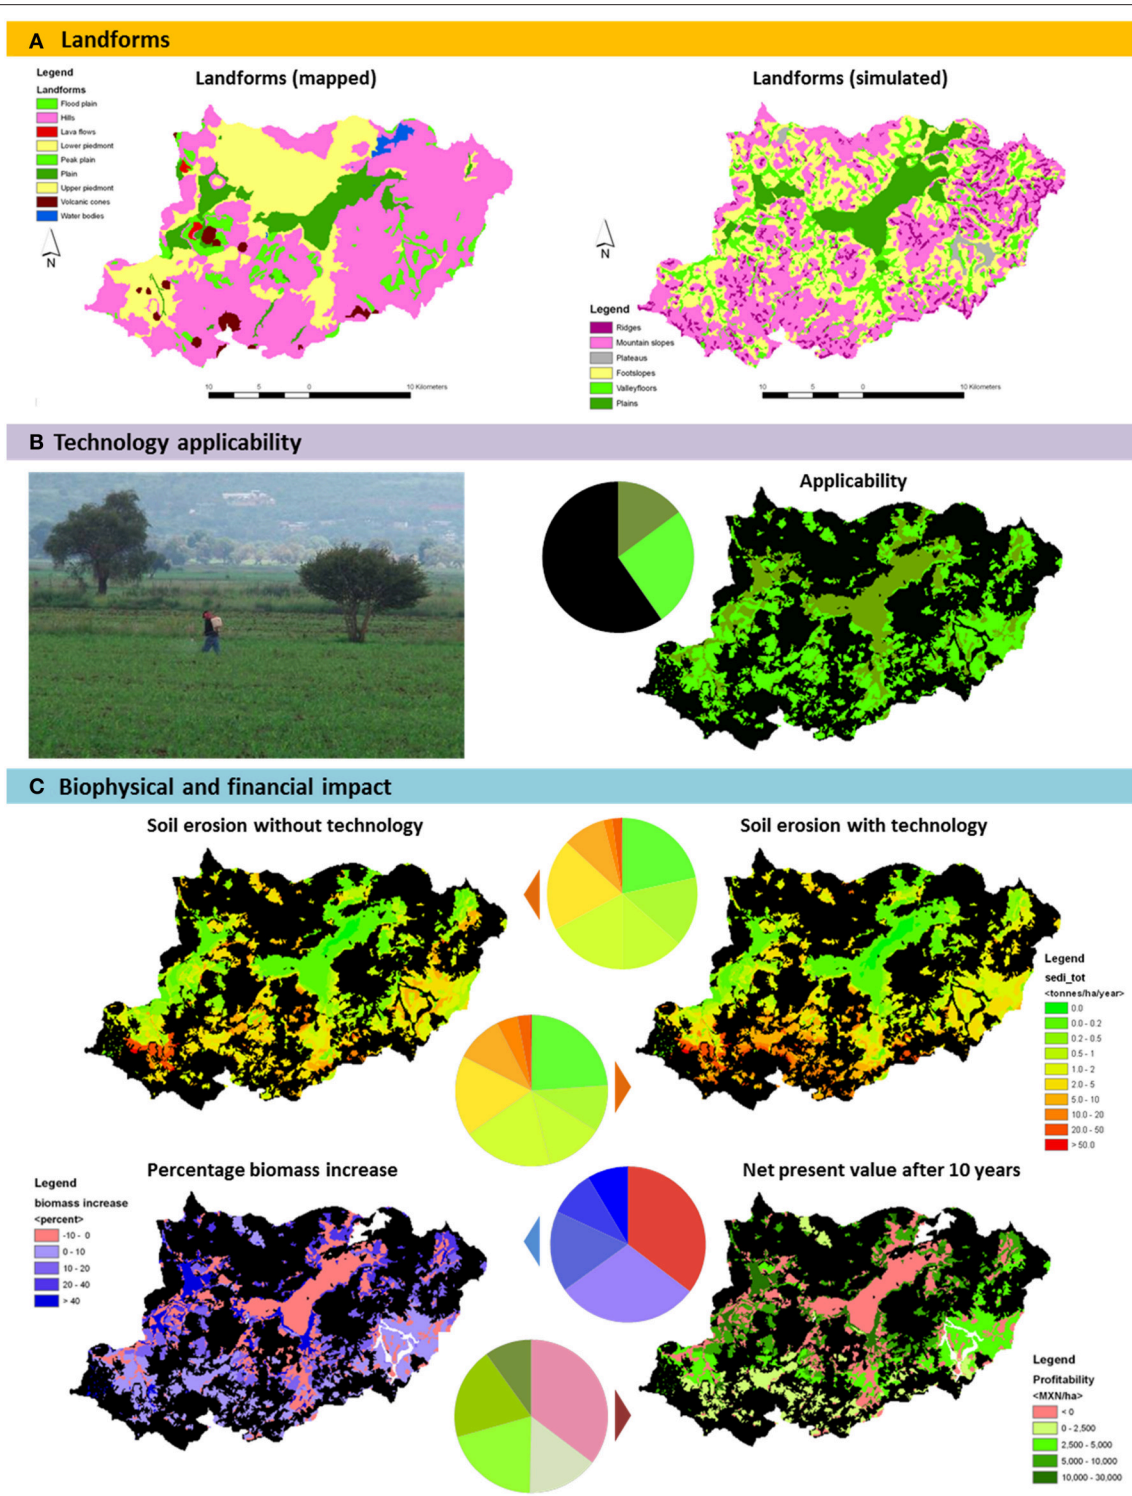 A Landforms
Landforms (mapped)
Legend
Landforms
Flood plain
Hills
Lava flows
Lower piedmont
Peak plain
Plain
Upper piedmont
Volcanic cones
Water bodies
N
10 5 0 10 Kilometers
Landforms (simulated)
N
Legend
Ridges
Mountain slopes
Plateaus
Footslopes
Valleyfloors
Plains
10 5 0 10 Kilometers
B Technology applicability
Applicability
C Biophysical and financial impact
Soil erosion without technology
Soil erosion with technology
Legend
sedi_tot
<tonnes/ha/year>
0.0
0.0 - 0.2
0.2 - 0.5
0.5 - 1
1.0 - 2
2.0 - 5
5.0 - 10
10.0 - 20
20.0 - 50
> 50.0
Percentage biomass increase
Legend
biomass increase
<percent>
-10 - 0
0 - 10
10 - 20
20 - 40
> 40
Net present value after 10 years
Legend
Profitability
<MXN/ha>
< 0
0 - 2,500
2,500 - 5,000
5,000 - 10,000
10,000 - 30,000